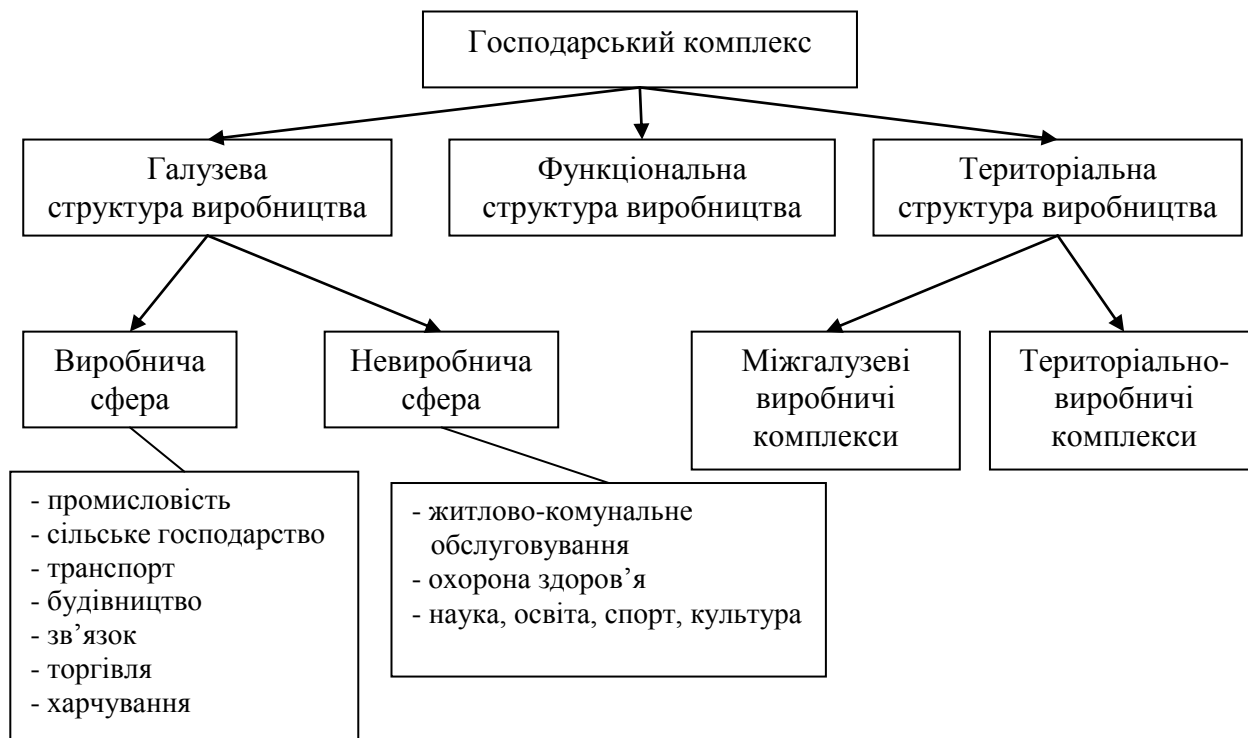 Господарський комплекс
Галузева
структура виробництва
Функціональна
структура виробництва
Територіальна
структура виробництва
Виробнича
сфера
Невиробнича
сфера
Міжгалузеві
виробничі
комплекси
Територіально-
виробничі
комплекси
- промисловість
- сільське господарство
- транспорт
- будівництво
- зв’язок
- торгівля
- харчування
- житлово-комунальне
обслуговування
- охорона здоров’я
- наука, освіта, спорт, культура